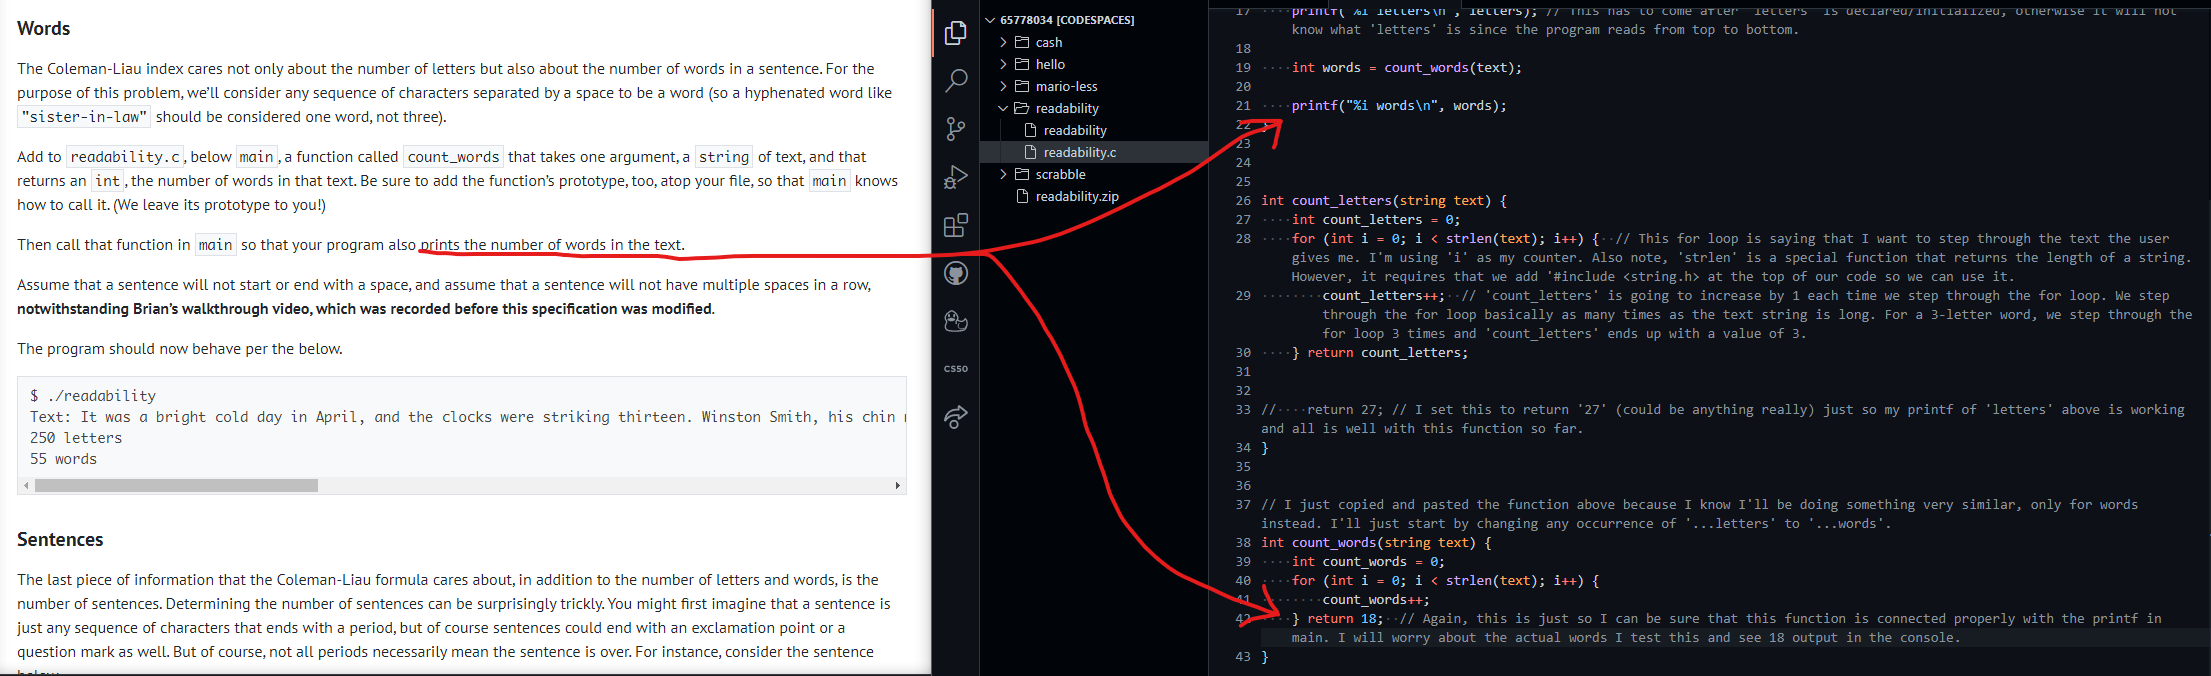 Words
The Coleman-Liau index cares not only about the number of letters but also about the number of words in a sentence. For the
purpose of this problem, we'll consider any sequence of characters separated by a space to be a word (so a hyphenated word like
"sister-in-law" should be considered one word, not three).
Add to readability.c, below main, a function called count_words that takes one argument, a string of text, and that
returns an int, the number of words in that text. Be sure to add the function's prototype, too, atop your file, so that main knows
how to call it. (We leave its prototype to you!)
Then call that function in main so that your program also prints the number of words in the text.
Assume that a sentence will not start or end with a space, and assume that a sentence will not have multiple spaces in a row,
notwithstanding Brian's walkthrough video, which was recorded before this specification was modified.
The program should now behave per the below.
$ ./readability
Text: It was a bright cold day in April, and the clocks were striking thirteen. Winston Smith, his chin
250 letters
55 words
Sentences
The last piece of information that the Coleman-Liau formula cares about, in addition to the number of letters and words, is the
number of sentences. Determining the number of sentences can be surprisingly trickly. You might first imagine that a sentence is
just any sequence of characters that ends with a period, but of course sentences could end with an exclamation point or a
question mark as well. But of course, not all periods necessarily mean the sentence is over. For instance, consider the sentence
65778034 [CODESPACES]
cash
hello
mario-less
readability
readability
readability.c
scrabble
readability.zip
CS50
17 ····printf("%i letters\n", letters); // This has to come after 'letters' is declared/initialized, otherwise it will not
know what 'letters' is since the program reads from top to bottom.
18
19 ····int words = count_words(text);
20
21 ····printf("%i words\n", words);
22 }
23
24
25
26 int count_letters(string text) {
27 ····int count_letters = 0;
28 ····for (int i = 0; i < strlen(text); i++) {··// This for loop is saying that I want to step through the text the user
gives me. I'm using 'i' as my counter. Also note, 'strlen' is a special function that returns the length of a string.
However, it requires that we add '#include <string.h> at the top of our code so we can use it.
29 ········count_letters++;··// 'count_letters' is going to increase by 1 each time we step through the for loop. We step
through the for loop basically as many times as the text string is long. For a 3-letter word, we step through the
for loop 3 times and 'count_letters' ends up with a value of 3.
30 ····} return count_letters;
31
32
33 //····return 27; // I set this to return '27' (could be anything really) just so my printf of 'letters' above is working
and all is well with this function so far.
34 }
35
36
37 // I just copied and pasted the function above because I know I'll be doing something very similar, only for words
instead. I'll just start by changing any occurrence of '...letters' to '...words'.
38 int count_words(string text) {
39 ····int count_words = 0;
40 ····for (int i = 0; i < strlen(text); i++) {
41 ········count_words++;
42 ····} return 18;··// Again, this is just so I can be sure that this function is connected properly with the printf in
main. I will worry about the actual words I test this and see 18 output in the console.
43 }